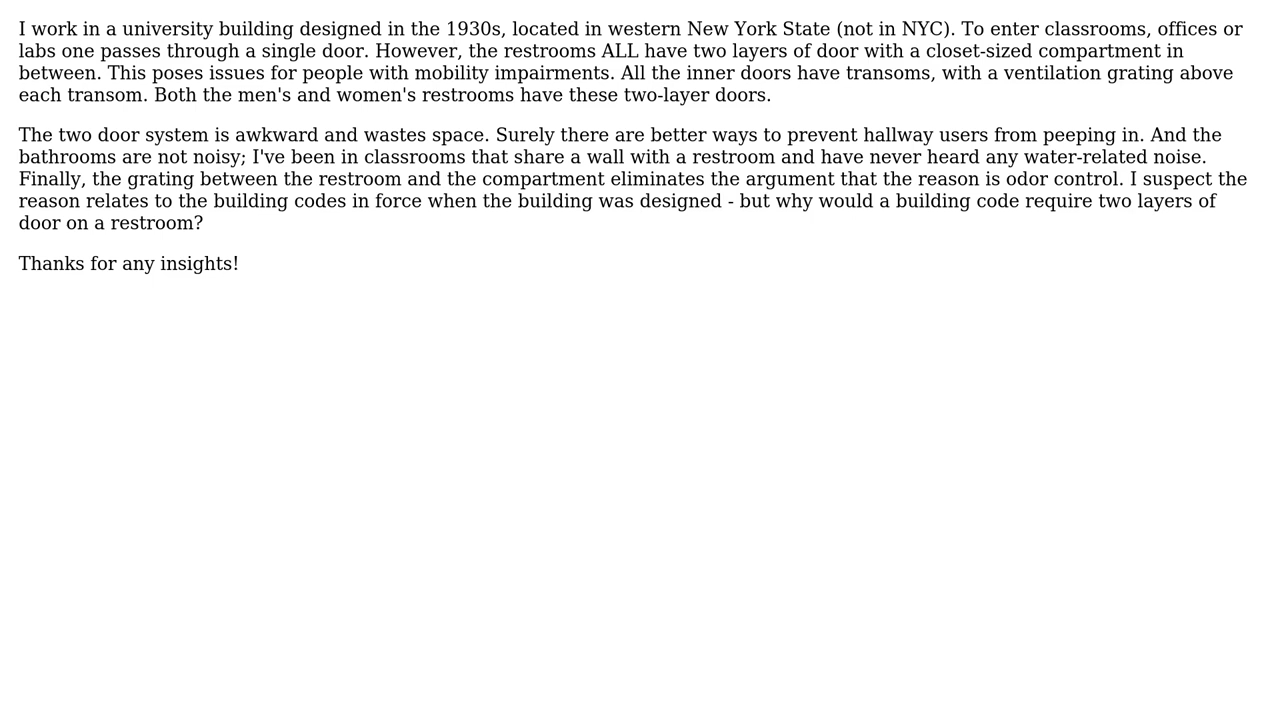 I work in a university building designed in the 1930s, located in western New York State (not in NYC). To enter classrooms, offices or
labs one passes through a single door. However, the restrooms ALL have two layers of door with a closet-sized compartment in
between. This poses issues for people with mobility impairments. All the inner doors have transoms, with a ventilation grating above
each transom. Both the men's and women's restrooms have these two-layer doors.
The two door system is awkward and wastes space. Surely there are better ways to prevent hallway users from peeping in. And the
bathrooms are not noisy; I've been in classrooms that share a wall with a restroom and have never heard any water-related noise.
Finally, the grating between the restroom and the compartment eliminates the argument that the reason is odor control. I suspect the
reason relates to the building codes in force when the building was designed - but why would a building code require two layers of
door on a restroom?
Thanks for any insights!